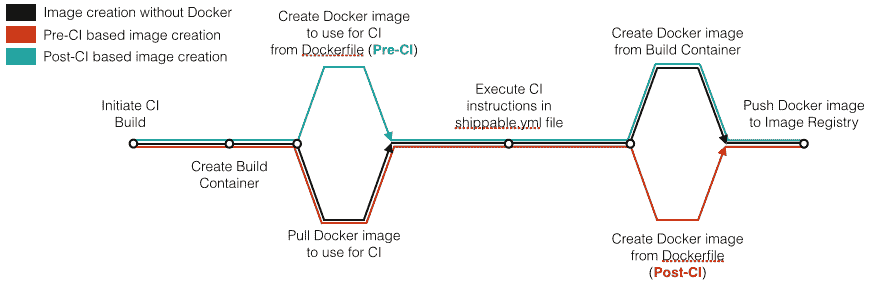 Image creation without Docker
Pre-CI based image creation
Post-CI based image creation
Create Docker image
to use for CI
from Dockerfile (Pre-CI)
Create Docker image
from Build Container
Initiate CI
Build
Execute CI
instructions in
shippable.yml file
Push Docker image
to Image Registry
Create Build
Container
Pull Docker image
to use for CI
Create Docker image
from Dockerfile
(Post-CI)